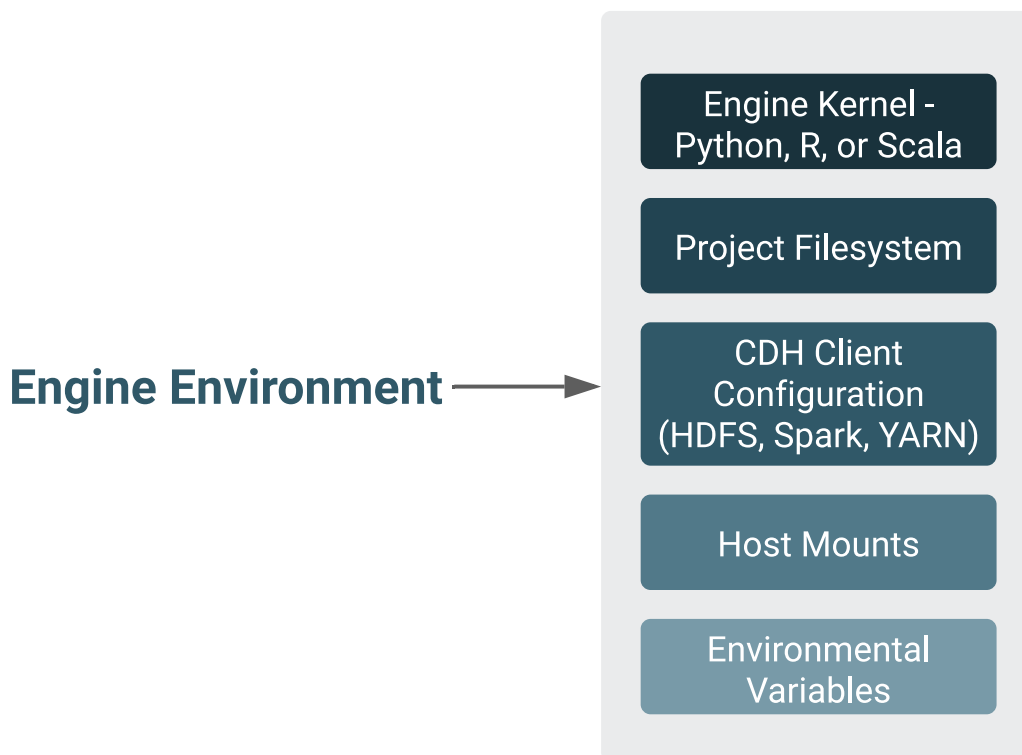 Engine Environment
Engine Kernel -
Python, R, or Scala
Project Filesystem
CDH Client
Configuration
(HDFS, Spark, YARN)
Host Mounts
Environmental
Variables